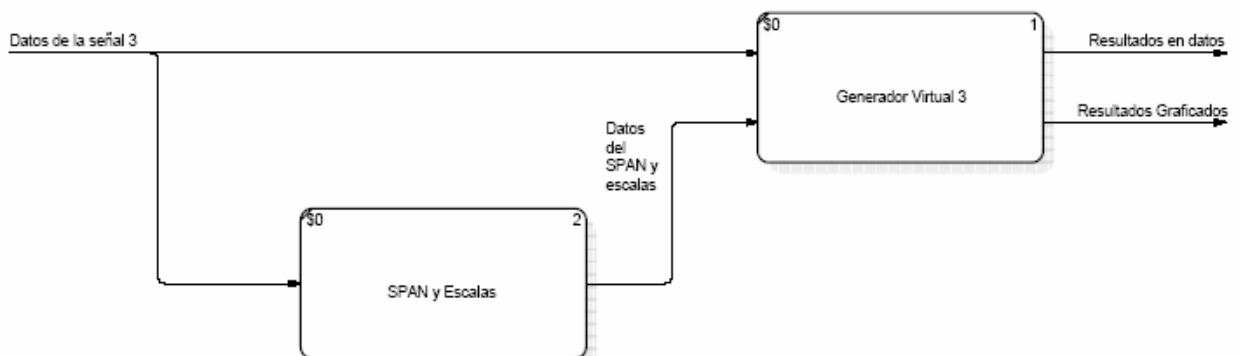 $0 1
Datos de la señal 3
Resultados en datos
Generador Virtual 3
Resultados Graficados
Datos
del
SPAN y
escalas
$0 2
SPAN y Escalas